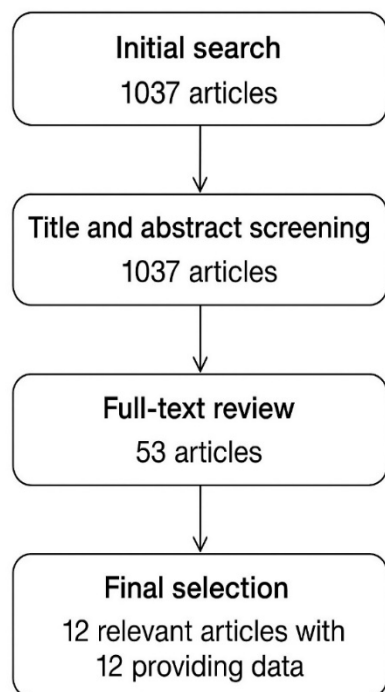 Initial search
1037 articles
Title and abstract screening
1037 articles
Full-text review
53 articles
Final selection
12 relevant articles with
12 providing data